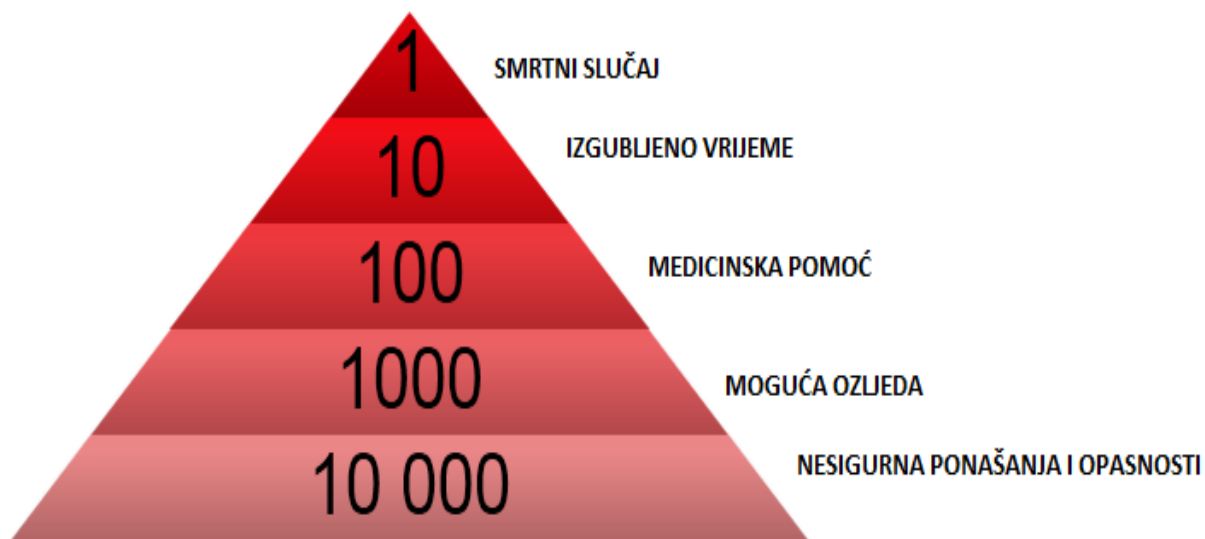 1
SMRTNI SLUČAJ
10
IZGUBLJENO VRIJEME
100
MEDICINSKA POMOĆ
1000
MOGUĆA OZLJEDA
10 000
NESIGURNA PONAŠANJA I OPASNOSTI